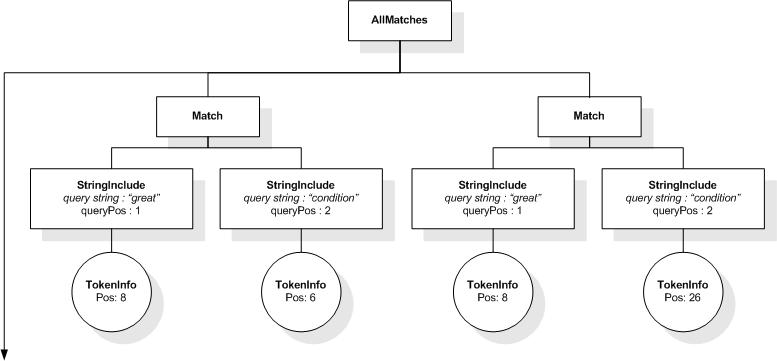 AllMatches
Match
Match
StringInclude
query string : “great”
queryPos : 1
StringInclude
query string : “condition”
queryPos : 2
StringInclude
query string : “great”
queryPos : 1
StringInclude
query string : “condition”
queryPos : 2
TokenInfo
Pos: 8
TokenInfo
Pos: 6
TokenInfo
Pos: 8
TokenInfo
Pos: 26